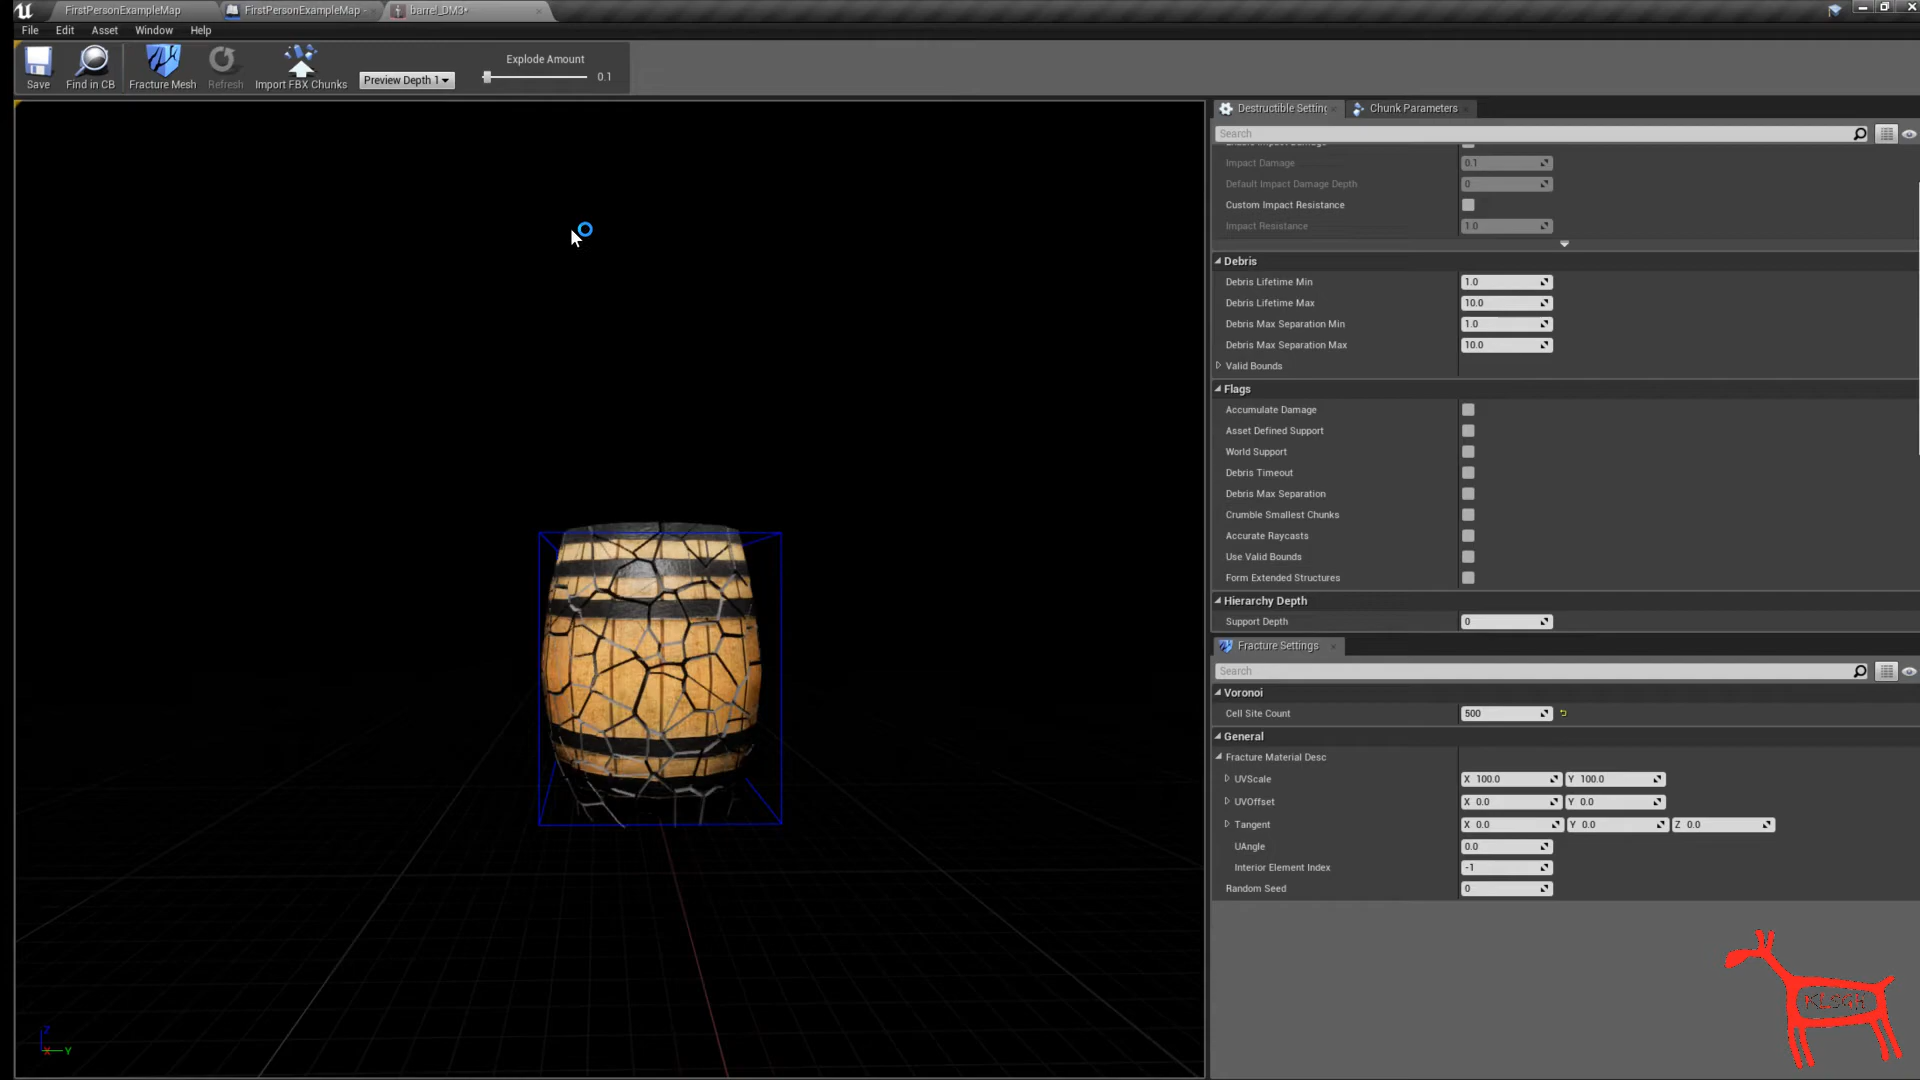 FirstPersonExampleMap
FirstPersonExampleMap -
barrel_DM3*
File Edit Asset Window Help
Save
Find in CB
Fracture Mesh
Refresh
Import FBX Chunks
Preview Depth 1
Explode Amount
0.1
Destructible Setting
Chunk Parameters
Search
Enable Impact Damage
Impact Damage 0.1
Default Impact Damage Depth 0
Custom Impact Resistance
Impact Resistance 1.0
Debris
Debris Lifetime Min 1.0
Debris Lifetime Max 10.0
Debris Max Separation Min 1.0
Debris Max Separation Max 10.0
Valid Bounds
Flags
Accumulate Damage
Asset Defined Support
World Support
Debris Timeout
Debris Max Separation
Crumble Smallest Chunks
Accurate Raycasts
Use Valid Bounds
Form Extended Structures
Hierarchy Depth
Support Depth 0
Fracture Settings
Search
Voronoi
Cell Site Count 500
General
Fracture Material Desc
UVScale X 100.0 Y 100.0
UVOffset X 0.0 Y 0.0
Tangent X 0.0 Y 0.0 Z 0.0
UAngle 0.0
Interior Element Index -1
Random Seed 0
Z
X Y